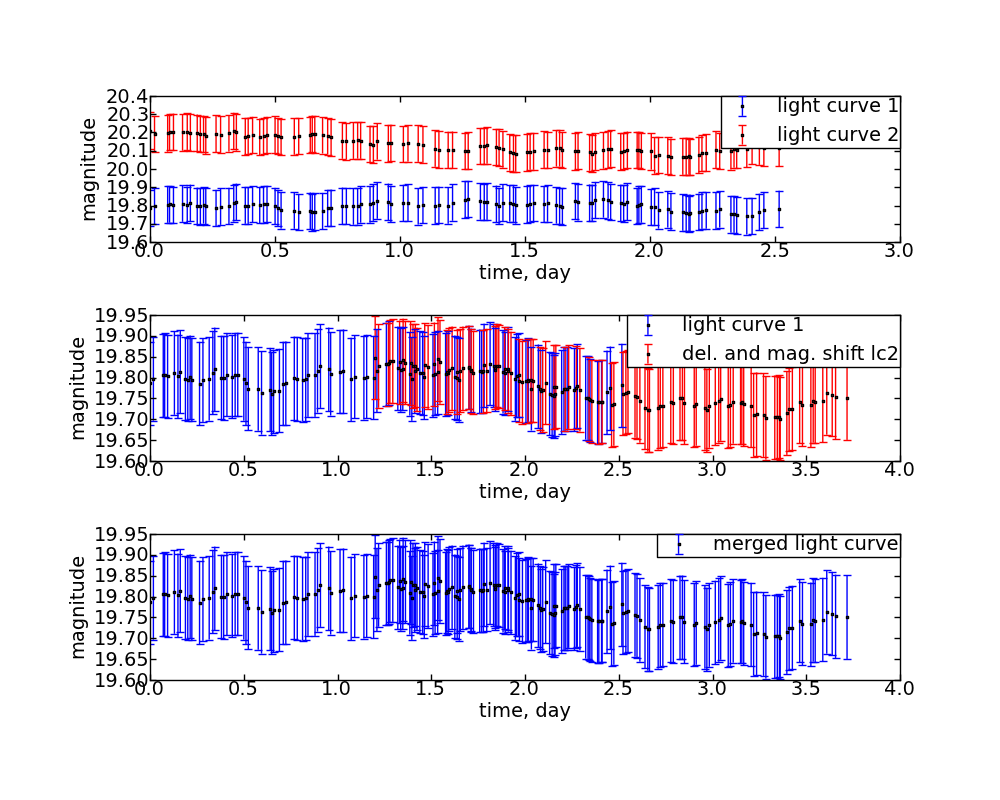 20.4
20.3
20.2
20.1
20.0
19.9
19.8
19.7
19.6
magnitude
light curve 1
light curve 2
0.0 0.5 1.0 1.5 2.0 2.5 3.0
time, day
19.95
19.90
19.85
19.80
19.75
19.70
19.65
19.60
magnitude
light curve 1
del. and mag. shift lc2
0.0 0.5 1.0 1.5 2.0 2.5 3.0 3.5 4.0
time, day
19.95
19.90
19.85
19.80
19.75
19.70
19.65
19.60
magnitude
merged light curve
0.0 0.5 1.0 1.5 2.0 2.5 3.0 3.5 4.0
time, day